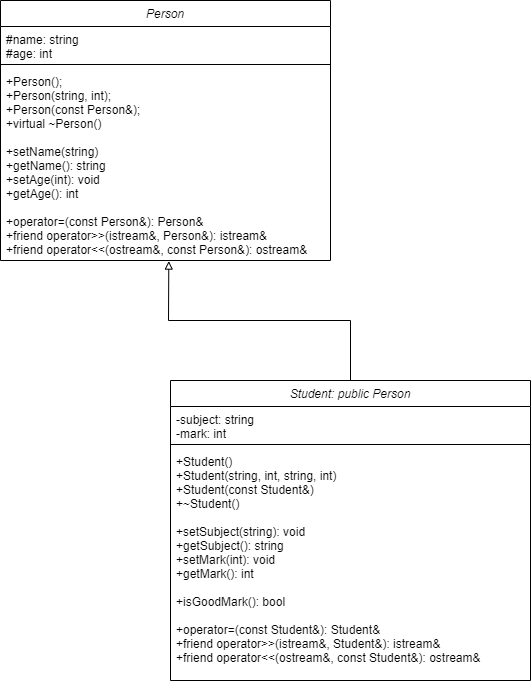 Person
#name: string
#age: int
+Person();
+Person(string, int);
+Person(const Person&);
+virtual ~Person()
+setName(string)
+getName(): string
+setAge(int): void
+getAge(): int
+operator=(const Person&): Person&
+friend operator>>(istream&, Person&): istream&
+friend operator<<(ostream&, const Person&): ostream&
Student: public Person
-subject: string
-mark: int
+Student()
+Student(string, int, string, int)
+Student(const Student&)
+~Student()
+setSubject(string): void
+getSubject(): string
+setMark(int): void
+getMark(): int
+isGoodMark(): bool
+operator=(const Student&): Student&
+friend operator>>(istream&, Student&): istream&
+friend operator<<(ostream&, const Student&): ostream&